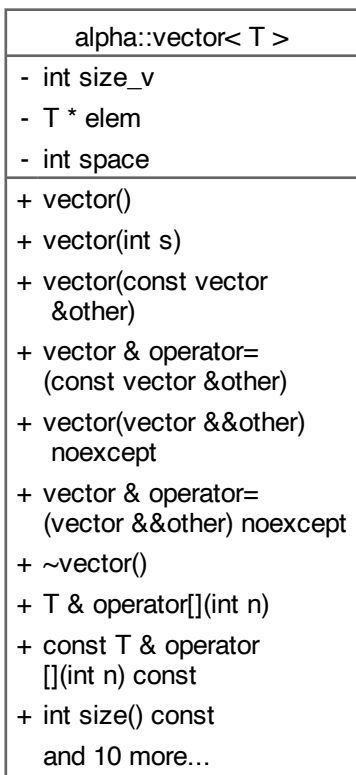 alpha::vector< T >
- int size_v
- T * elem
- int space
+ vector()
+ vector(int s)
+ vector(const vector
&other)
+ vector & operator=
(const vector &other)
+ vector(vector &&other)
noexcept
+ vector & operator=
(vector &&other) noexcept
+ ~vector()
+ T & operator[](int n)
+ const T & operator
[](int n) const
+ int size() const
and 10 more...